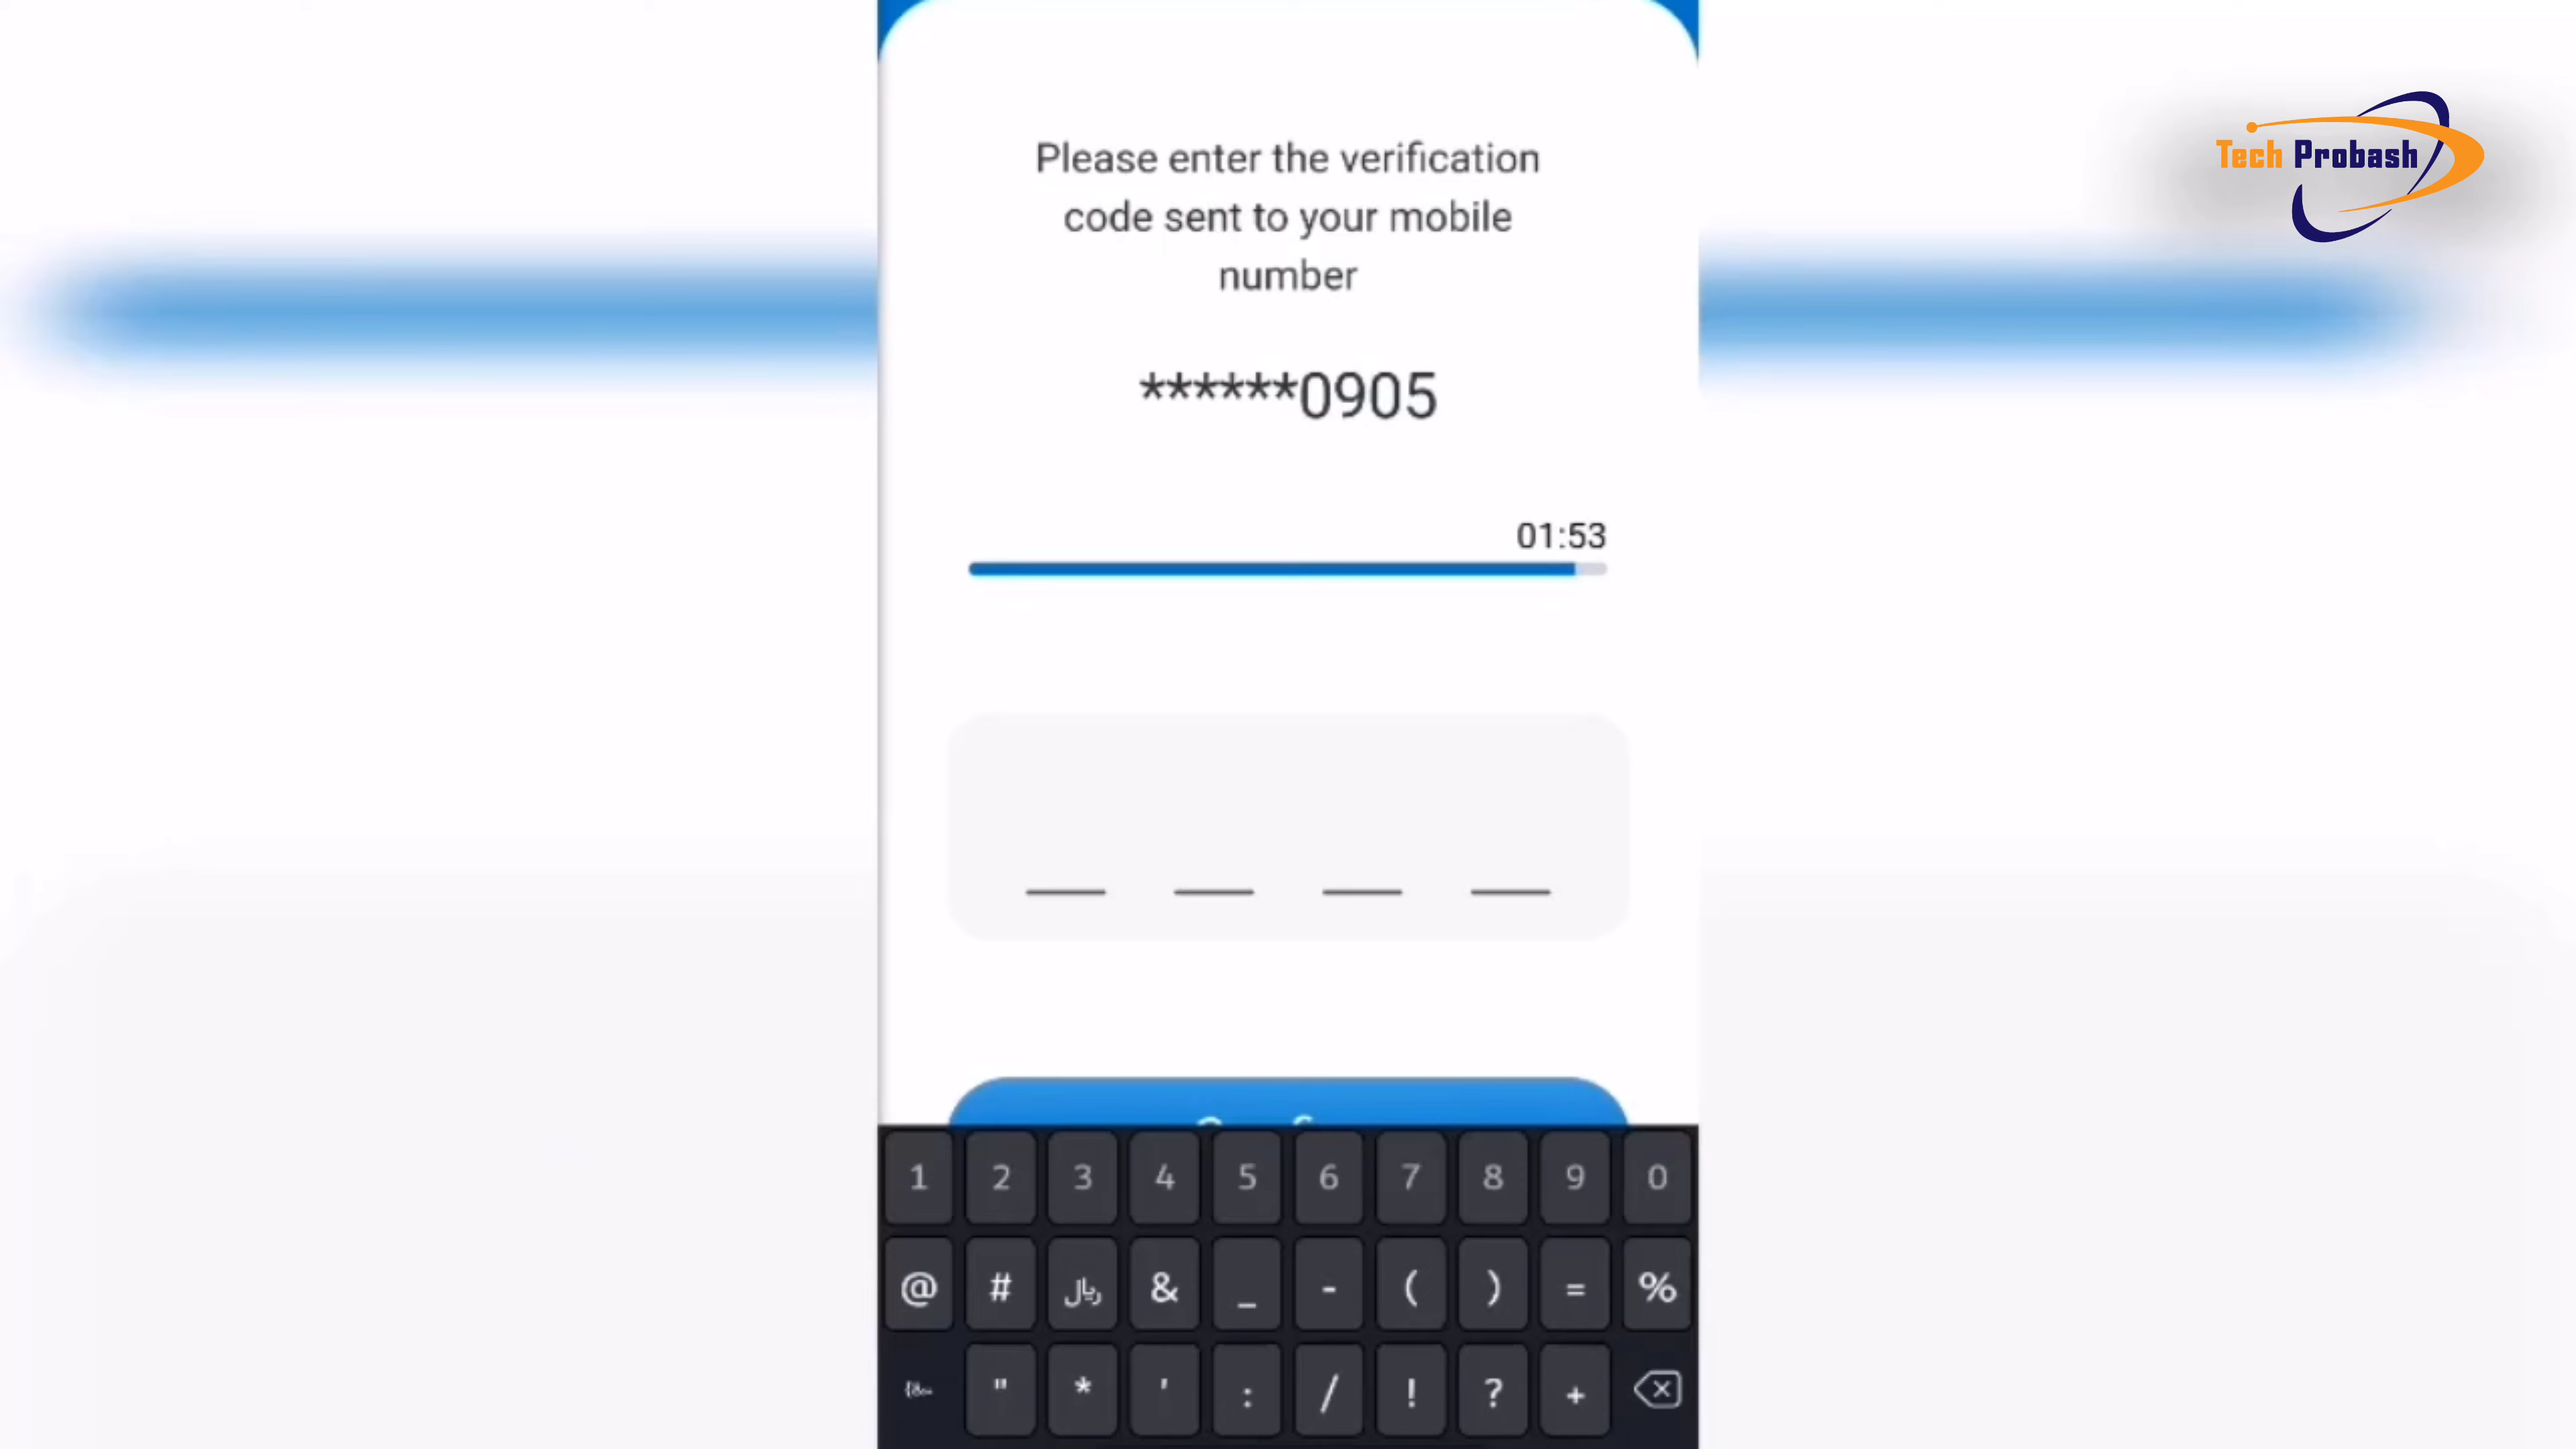 Please enter the verification
code sent to your mobile
number
******0905
01:53
Tech Probash
1 2 3 4 5 6 7 8 9 0
@ # ریال & _ - ( ) = %
" * ' : / ! ? +